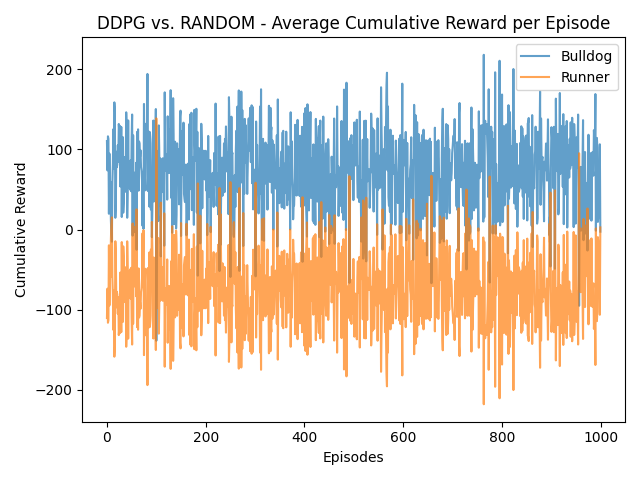 DDPG vs. RANDOM - Average Cumulative Reward per Episode
Bulldog
Runner
Cumulative Reward
200
100
0
−100
−200
0
200
400
600
800
1000
Episodes